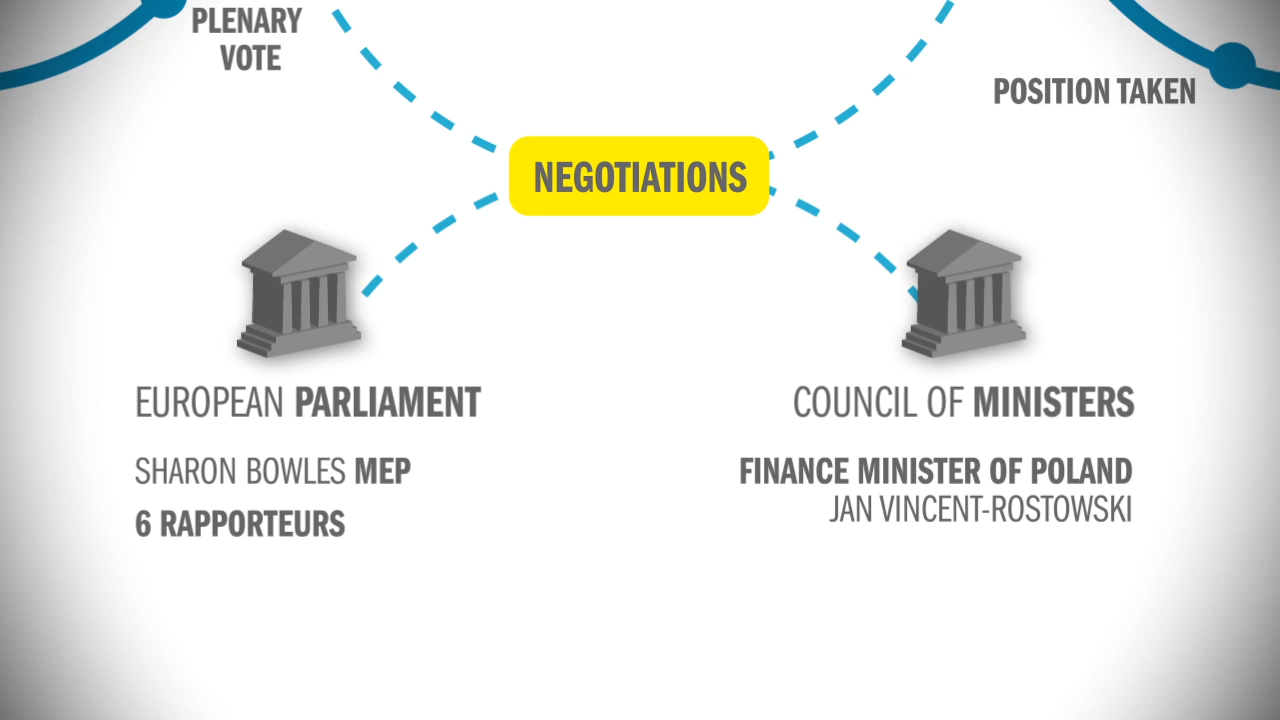 PLENARY
VOTE
POSITION TAKEN
NEGOTIATIONS
EUROPEAN PARLIAMENT
SHARON BOWLES MEP
6 RAPPORTEURS
COUNCIL OF MINISTERS
FINANCE MINISTER OF POLAND
JAN VINCENT-ROSTOWSKI